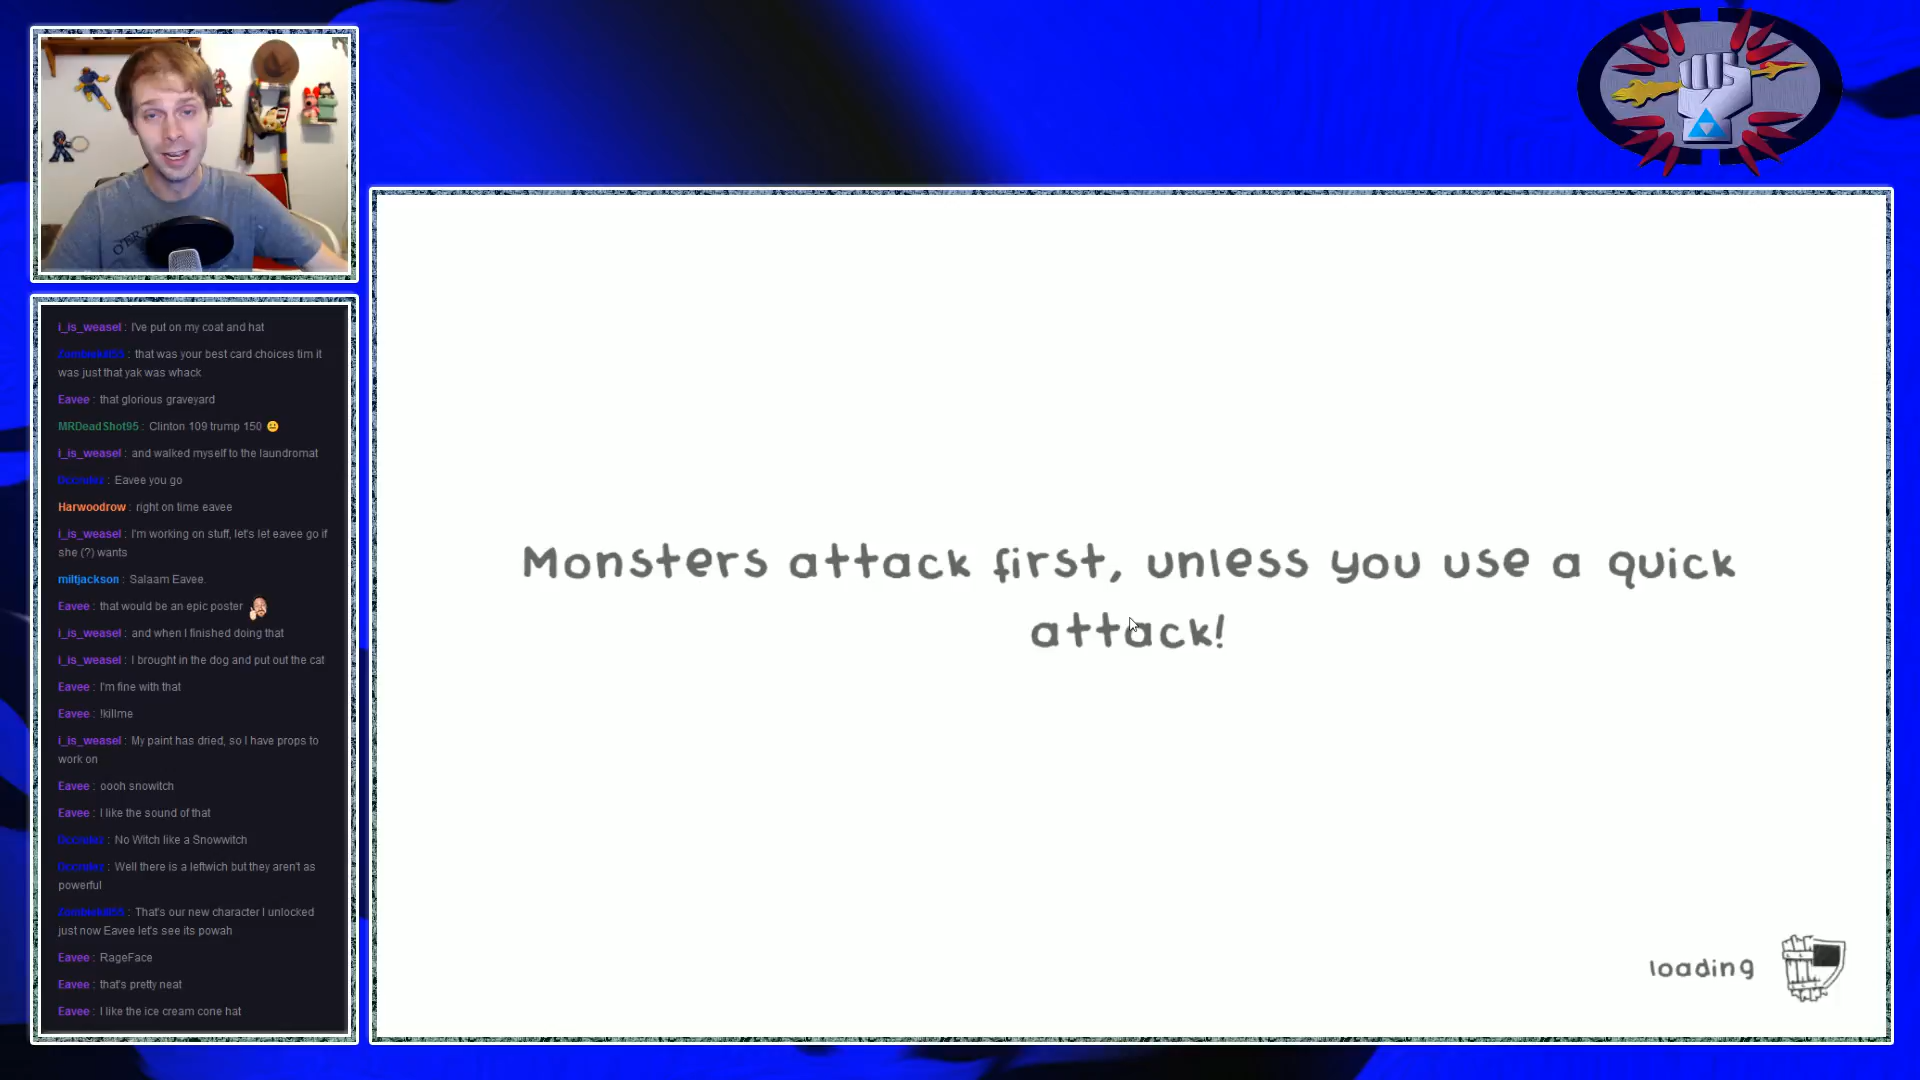 i_is_weasel : I've put on my coat and hat
Zombiekill55 : that was your best card choices tim it
was just that yak was whack
Eavee : that glorious graveyard
MRDeadShot95 : Clinton 109 trump 150
i_is_weasel : and walked myself to the laundromat
: Eavee you go
Harwoodrow : right on time eavee
i_is_weasel : I'm working on stuff, let's let eavee go if
she (?) wants
miltjackson : Salaam Eavee.
Eavee : that would be an epic poster
i_is_weasel : and when I finished doing that
i_is_weasel : I brought in the dog and put out the cat
Eavee : I'm fine with that
Eavee : !killme
i_is_weasel : My paint has dried, so I have props to
work on
Eavee : oooh snowitch
Eavee : I like the sound of that
: No Witch like a Snowwitch
: Well there is a leftwich but they aren't as
powerful
Zombiekill55 : That's our new character I unlocked
just now Eavee let's see its powah
Eavee : RageFace
Eavee : that's pretty neat
Eavee : I like the ice cream cone hat
Monsters attack first, unless you use a quick
attack!
loading